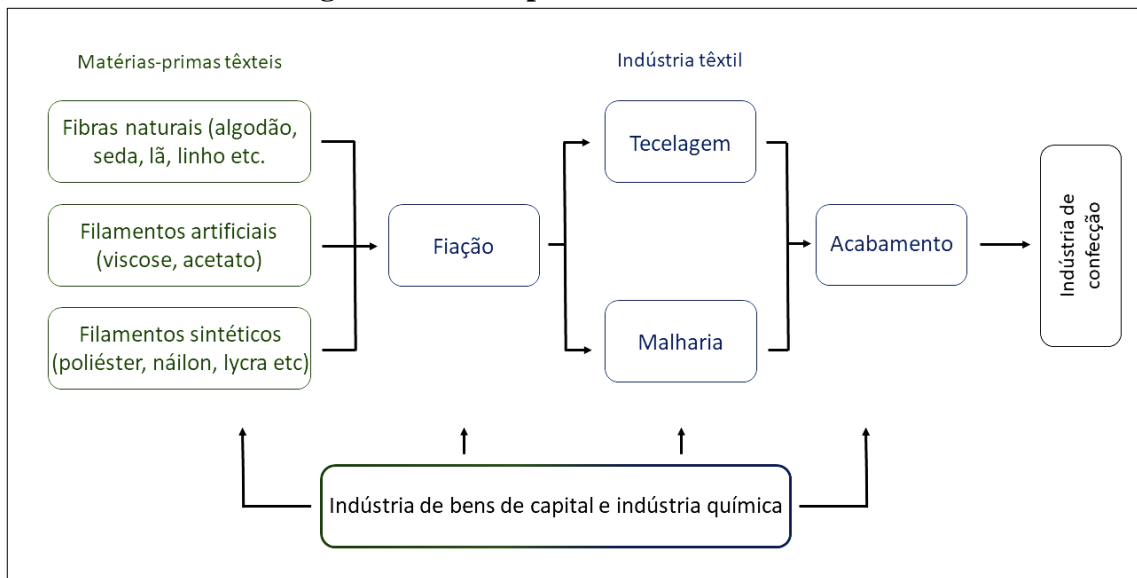 Matérias-primas têxteis
Indústria têxtil
Fibras naturais (algodão,
seda, lã, linho etc.
Filamentos artificiais
(viscose, acetato)
Filamentos sintéticos
(poliéster, náilon, lycra etc)
Fiação
Tecelagem
Malharia
Acabamento
Indústria de
confecção
Indústria de bens de capital e indústria química